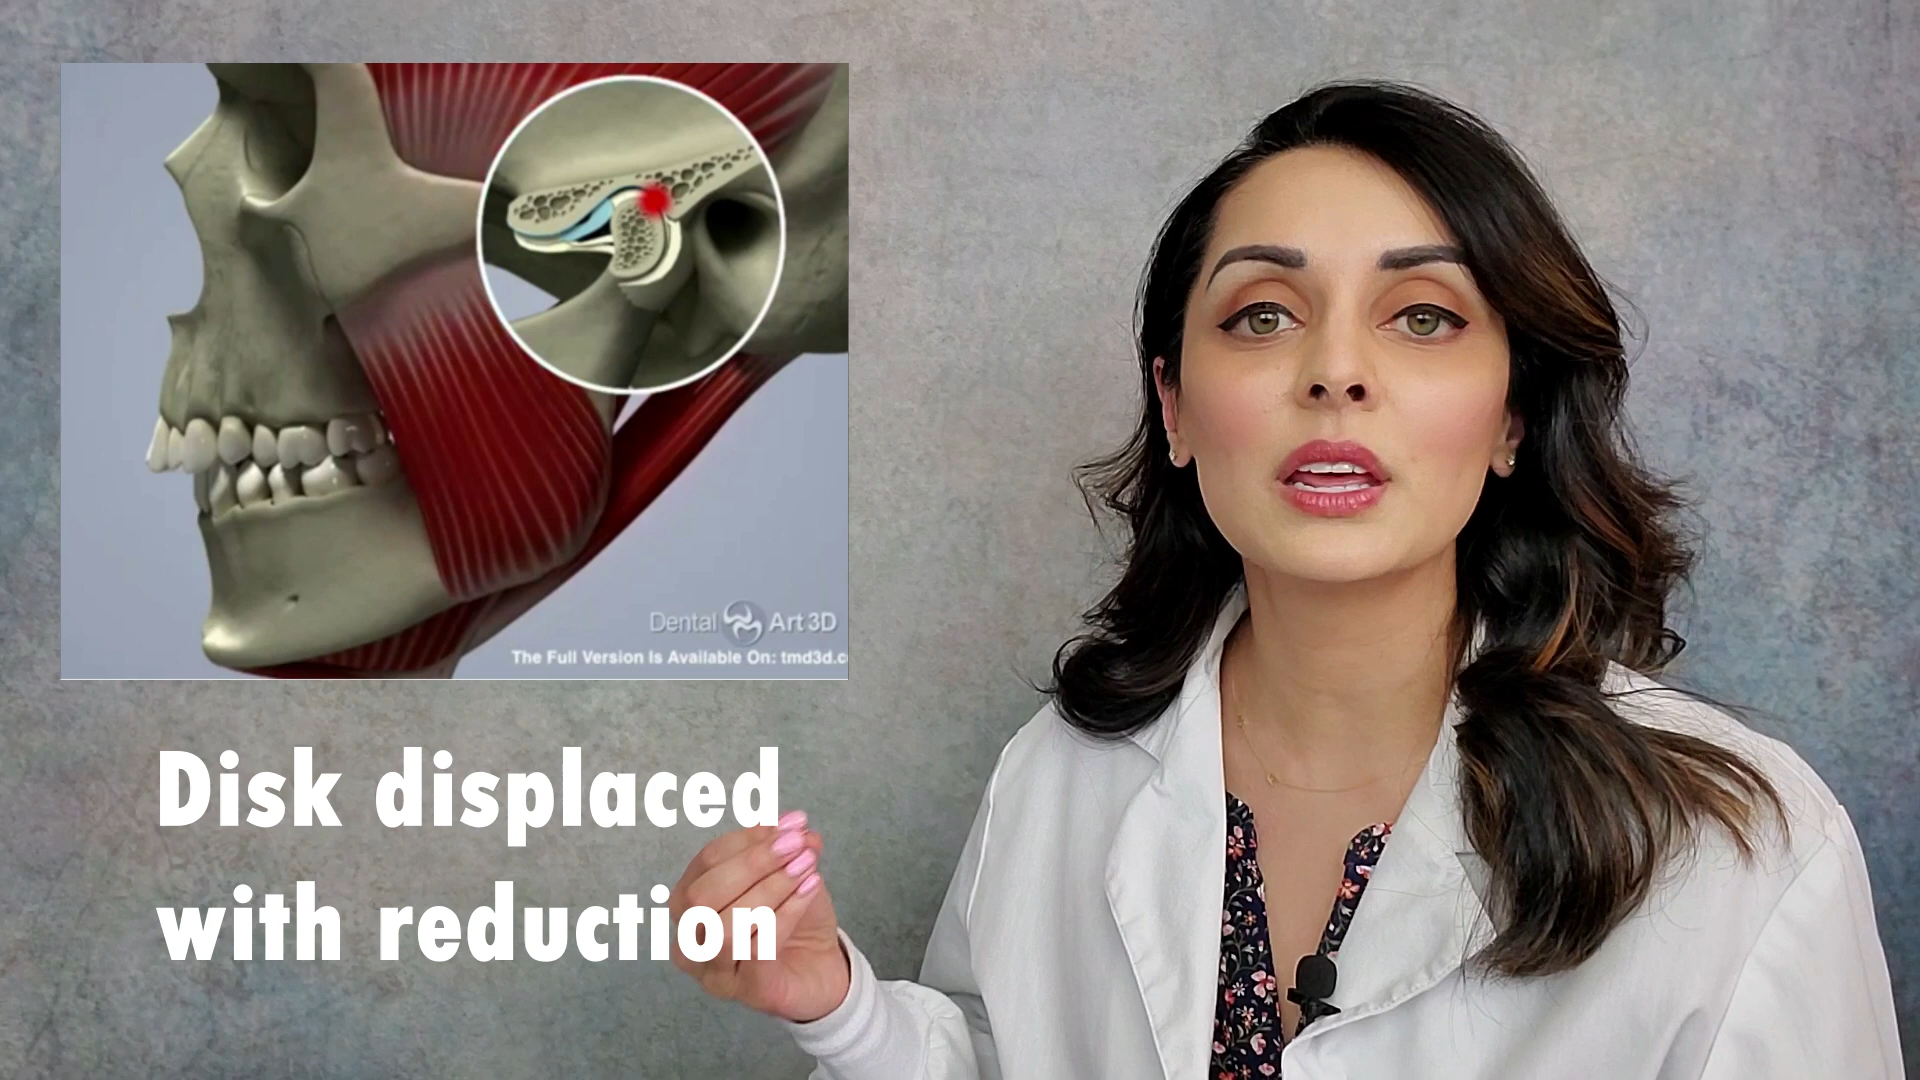 Dental Art 3D
The Full Version Is Available On: tmd3d.c
Disk displaced
with reduction